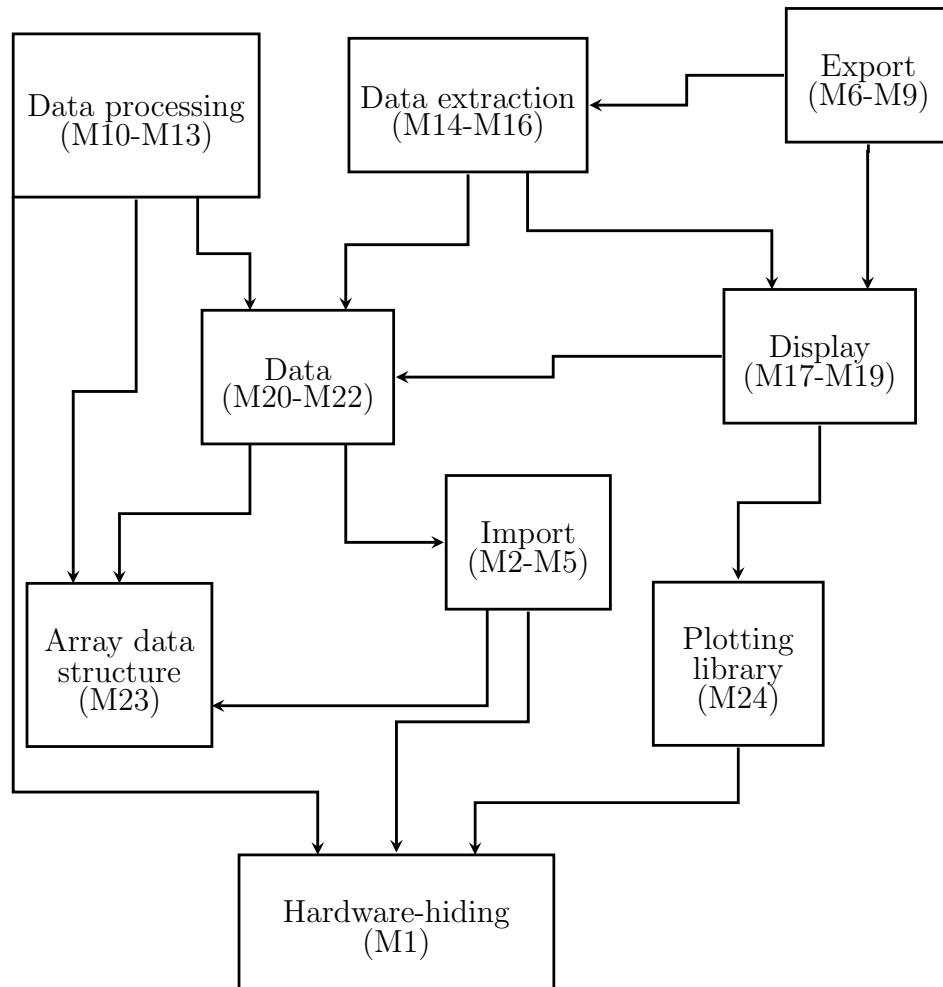 Data processing
(M10-M13)
Data extraction
(M14-M16)
Export
(M6-M9)
Data
(M20-M22)
Display
(M17-M19)
Import
(M2-M5)
Array data
structure
(M23)
Plotting
library
(M24)
Hardware-hiding
(M1)